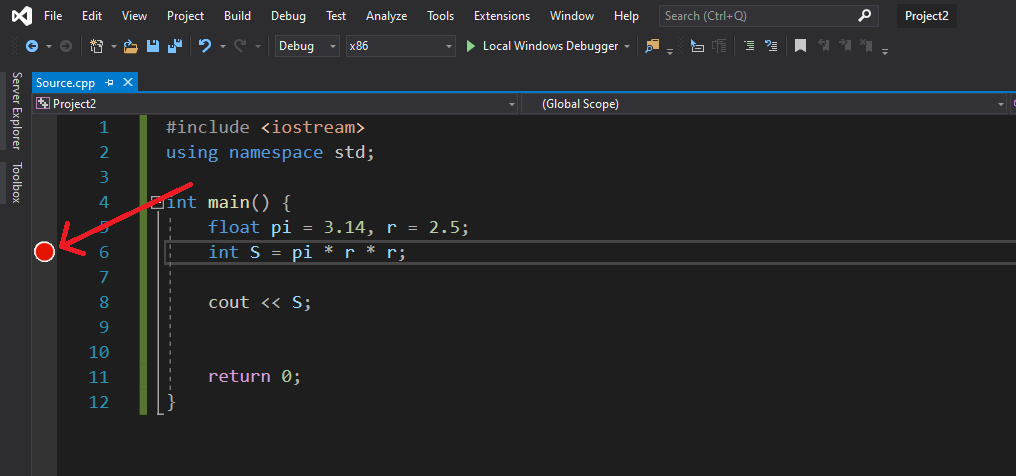 File Edit View Project Build Debug Test Analyze Tools Extensions Window Help Search (Ctrl+Q) Project2
Debug x86 Local Windows Debugger
Server Explorer
Toolbox
Source.cpp
Project2 (Global Scope)
1 #include <iostream>
2 using namespace std;
3
4 int main() {
5 float pi = 3.14, r = 2.5;
6 int S = pi * r * r;
7
8 cout << S;
9
10
11 return 0;
12 }